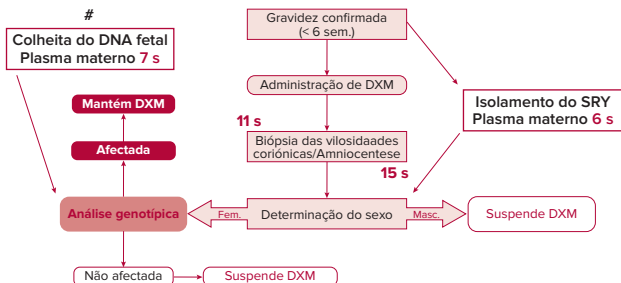 #
Colheita do DNA fetal
Plasma materno 7 s
Gravidez confirmada
(< 6 sem.)
Mantém DXM
Administração de DXM
Isolamento do SRY
Plasma materno 6 s
11 s
Afectada
Biópsia das vilosidaades
coriónicas/Amniocentese
15 s
Análise genotípica
Fem.
Determinação do sexo
Masc.
Suspende DXM
Não afectada
Suspende DXM